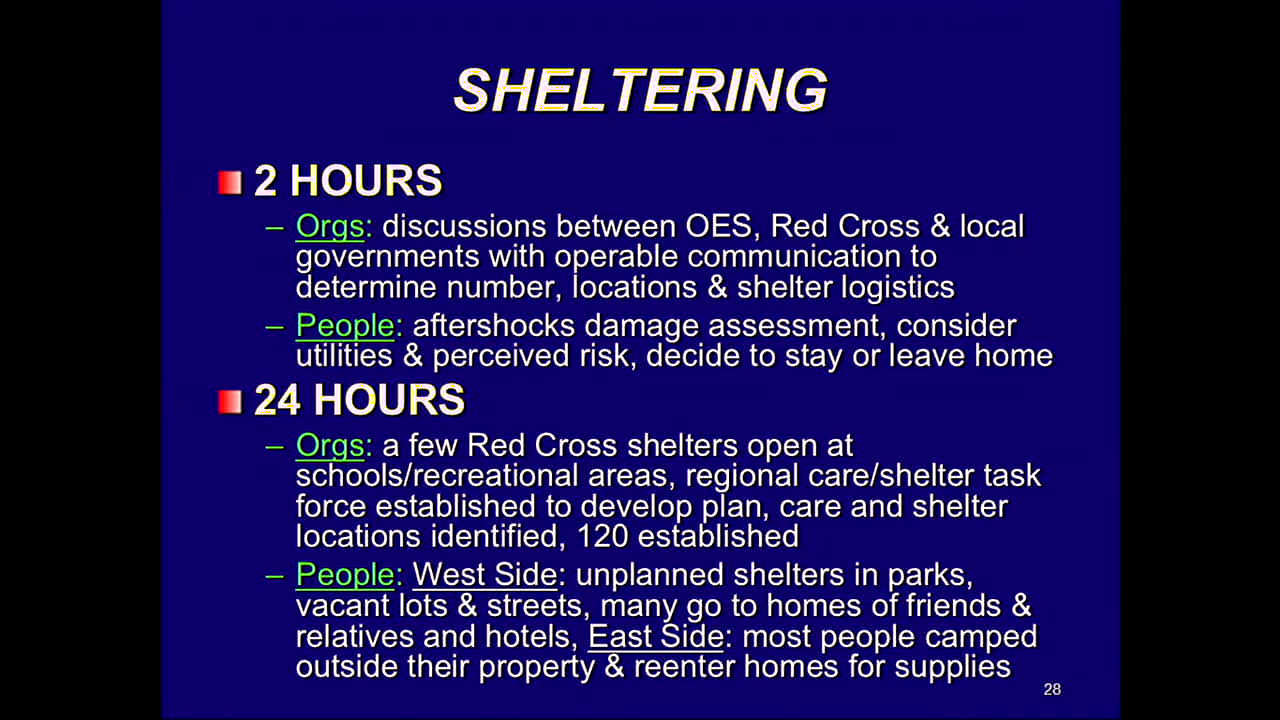 SHELTERING
2 HOURS
– Orgs: discussions between OES, Red Cross & local
governments with operable communication to
determine number, locations & shelter logistics
– People: aftershocks damage assessment, consider
utilities & perceived risk, decide to stay or leave home
24 HOURS
– Orgs: a few Red Cross shelters open at
schools/recreational areas, regional care/shelter task
force established to develop plan, care and shelter
locations identified, 120 established
– People: West Side: unplanned shelters in parks,
vacant lots & streets, many go to homes of friends &
relatives and hotels, East Side: most people camped
outside their property & reenter homes for supplies
28